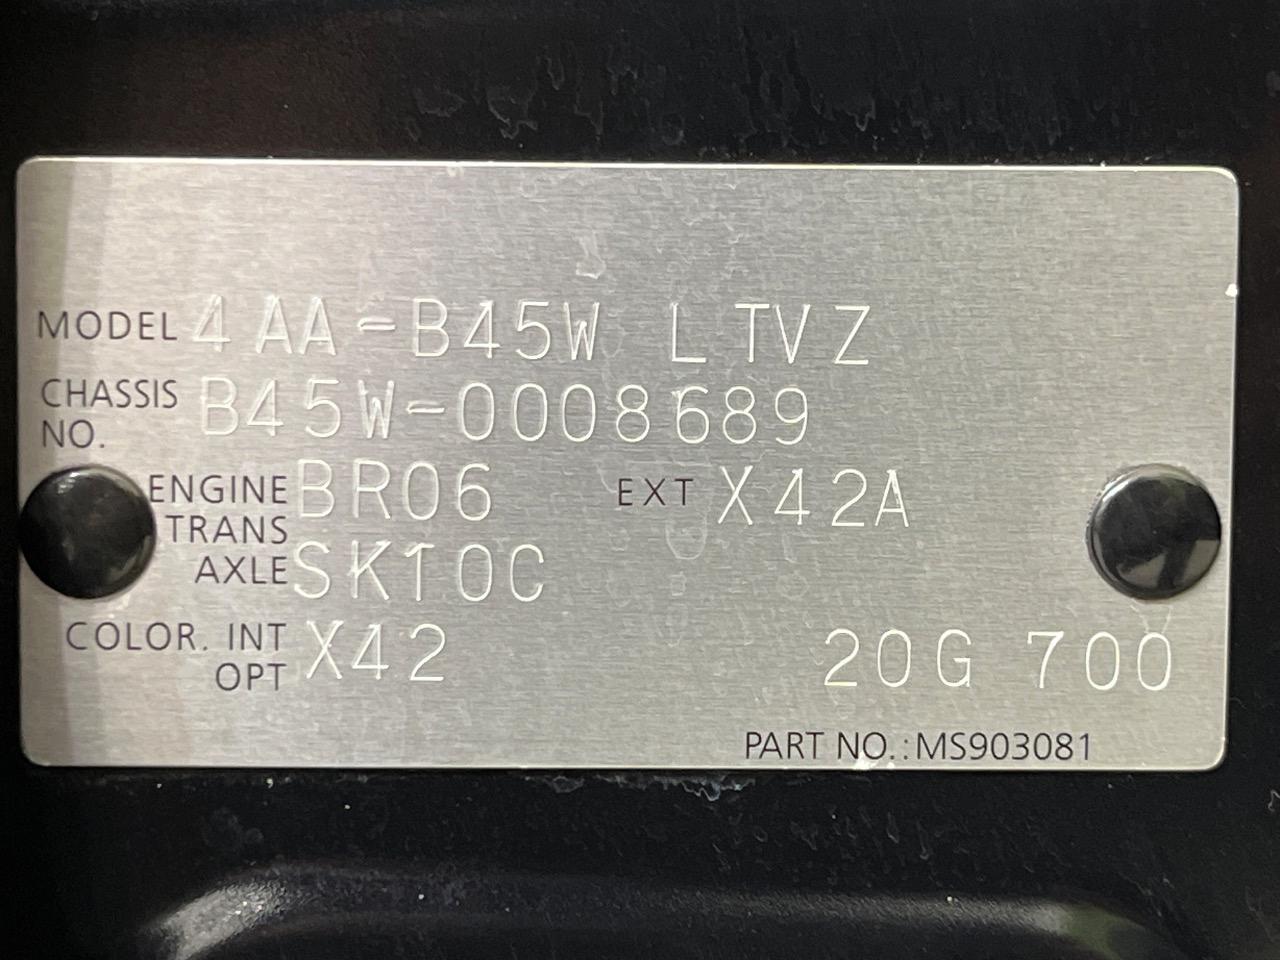 MODEL 4AA-B45W LTVZ
CHASSIS NO. B45W-0008689
ENGINE BR06 EXT X42A
TRANS AXLE SK10C
COLOR. INT OPT X42 20G 700
PART NO.:MS903081